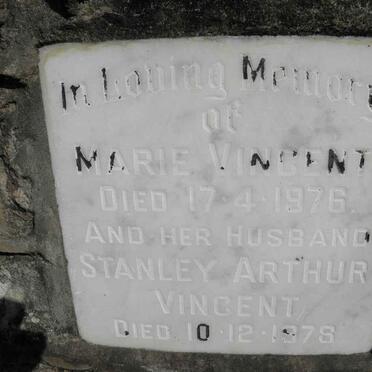 In Loving Memory
of
MARIE VINCENT
DIED 17·4·1976.
AND HER HUSBAND
STANLEY ARTHUR
VINCENT,
DIED 10·12·1978